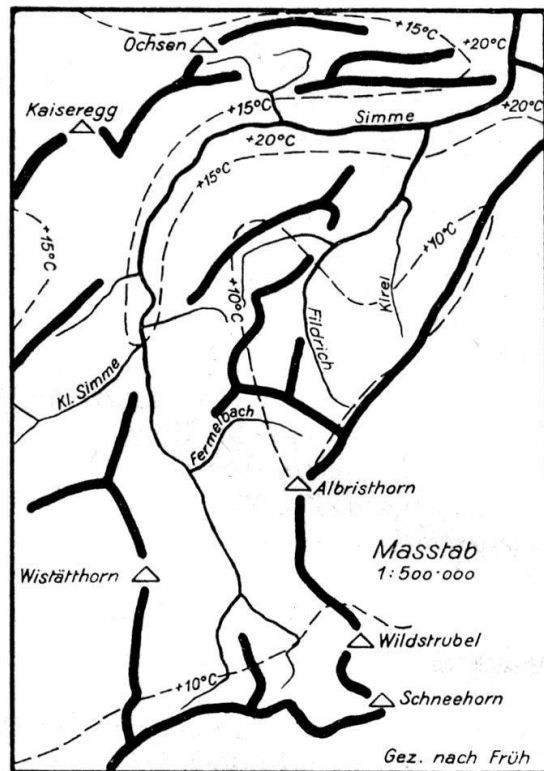 +15°C
+20°C
Ochsen
Kaiseregg
+15°C
Simme
+20°C
+20°C
+15°C
+15°C
+10°C
+10°C
Kirel
Fildrich
Kl. Simme
Fermelbach
Albristhorn
Masstab
1:500·000
Wistätthorn
Wildstrubel
+10°C
Schneehorn
Gez. nach Früh